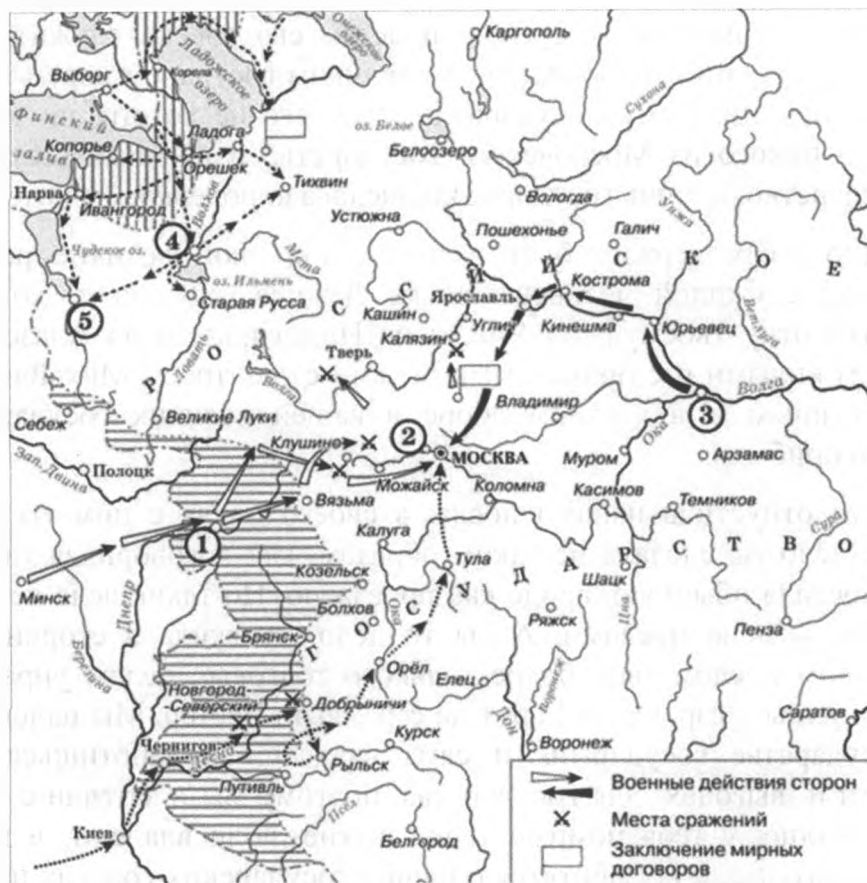 Каргополь
Онежское
озеро
Ладожское
озеро
Корела
Выборг
Сухона
Финский
залив
оз. Белое
Белоозеро
Ладога
Копорье
Орешек
Вологда
Нарва
Тихвин
Ивангород
Устюжна
Пошехонье
Галич
Унжа
Чудское оз.
4
Волхов
Мста
оз. Ильмень
Старая Русса
Р О С С И Й С К О Е
Кострома
Ярославль
Кашин
Углич
Калязин
Кинешма
Юрьевец
5
Ветлуга
Ловать
Тверь
Волга
Владимир
Волга
3
Великие Луки
Себеж
Клушино
2
МОСКВА
Ока
Муром
Арзамас
Зап. Двина
Полоцк
Можайск
Коломна
Вязьма
Касимов
Темников
Сура
1
Калуга
Ц А Р С Т В О
Минск
Козельск
Тула
Шацк
Цна
Днепр
Болхов
Ока
Ряжск
Пенза
Березина
Брянск
Орёл
Елец
Воронеж
Новгород-
Северский
Добрыничи
Дон
Саратов
Чернигов
Десна
Курск
Воронеж
Рыльск
Путивль
Псёл
Киев
Белгород
Военные действия сторон
Места сражений
Заключение мирных
договоров